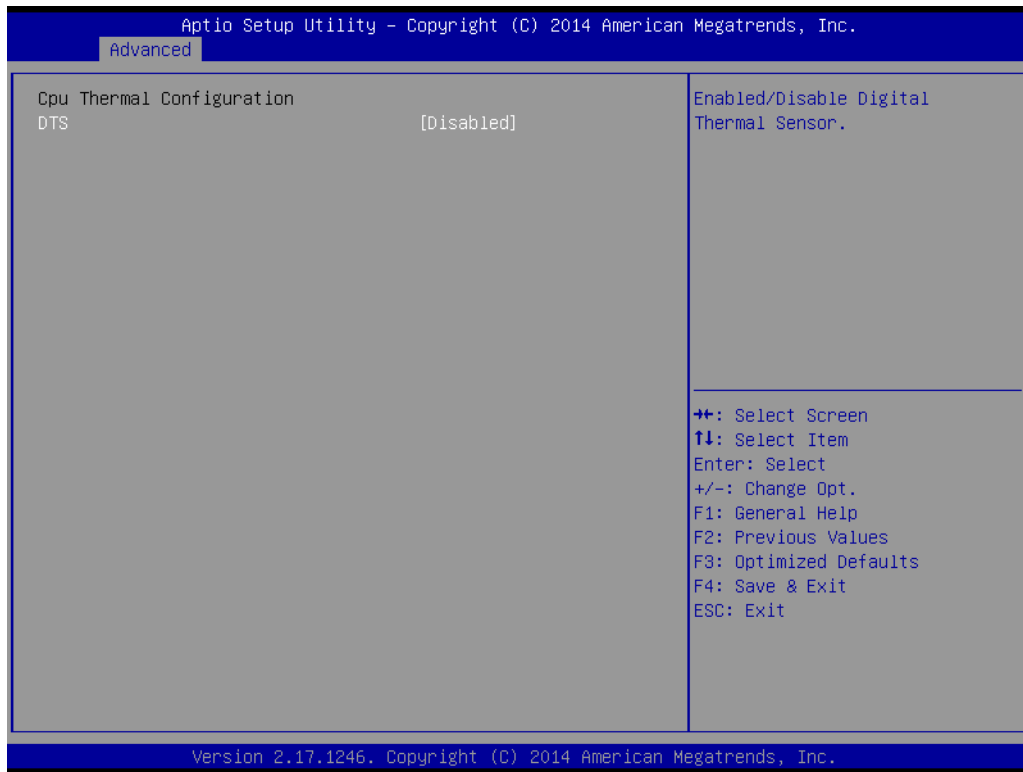 Aptio Setup Utility – Copyright (C) 2014 American Megatrends, Inc.
Advanced
Cpu Thermal Configuration
DTS [Disabled]
Enabled/Disable Digital
Thermal Sensor.
→←: Select Screen
↑↓: Select Item
Enter: Select
+/-: Change Opt.
F1: General Help
F2: Previous Values
F3: Optimized Defaults
F4: Save & Exit
ESC: Exit
Version 2.17.1246. Copyright (C) 2014 American Megatrends, Inc.